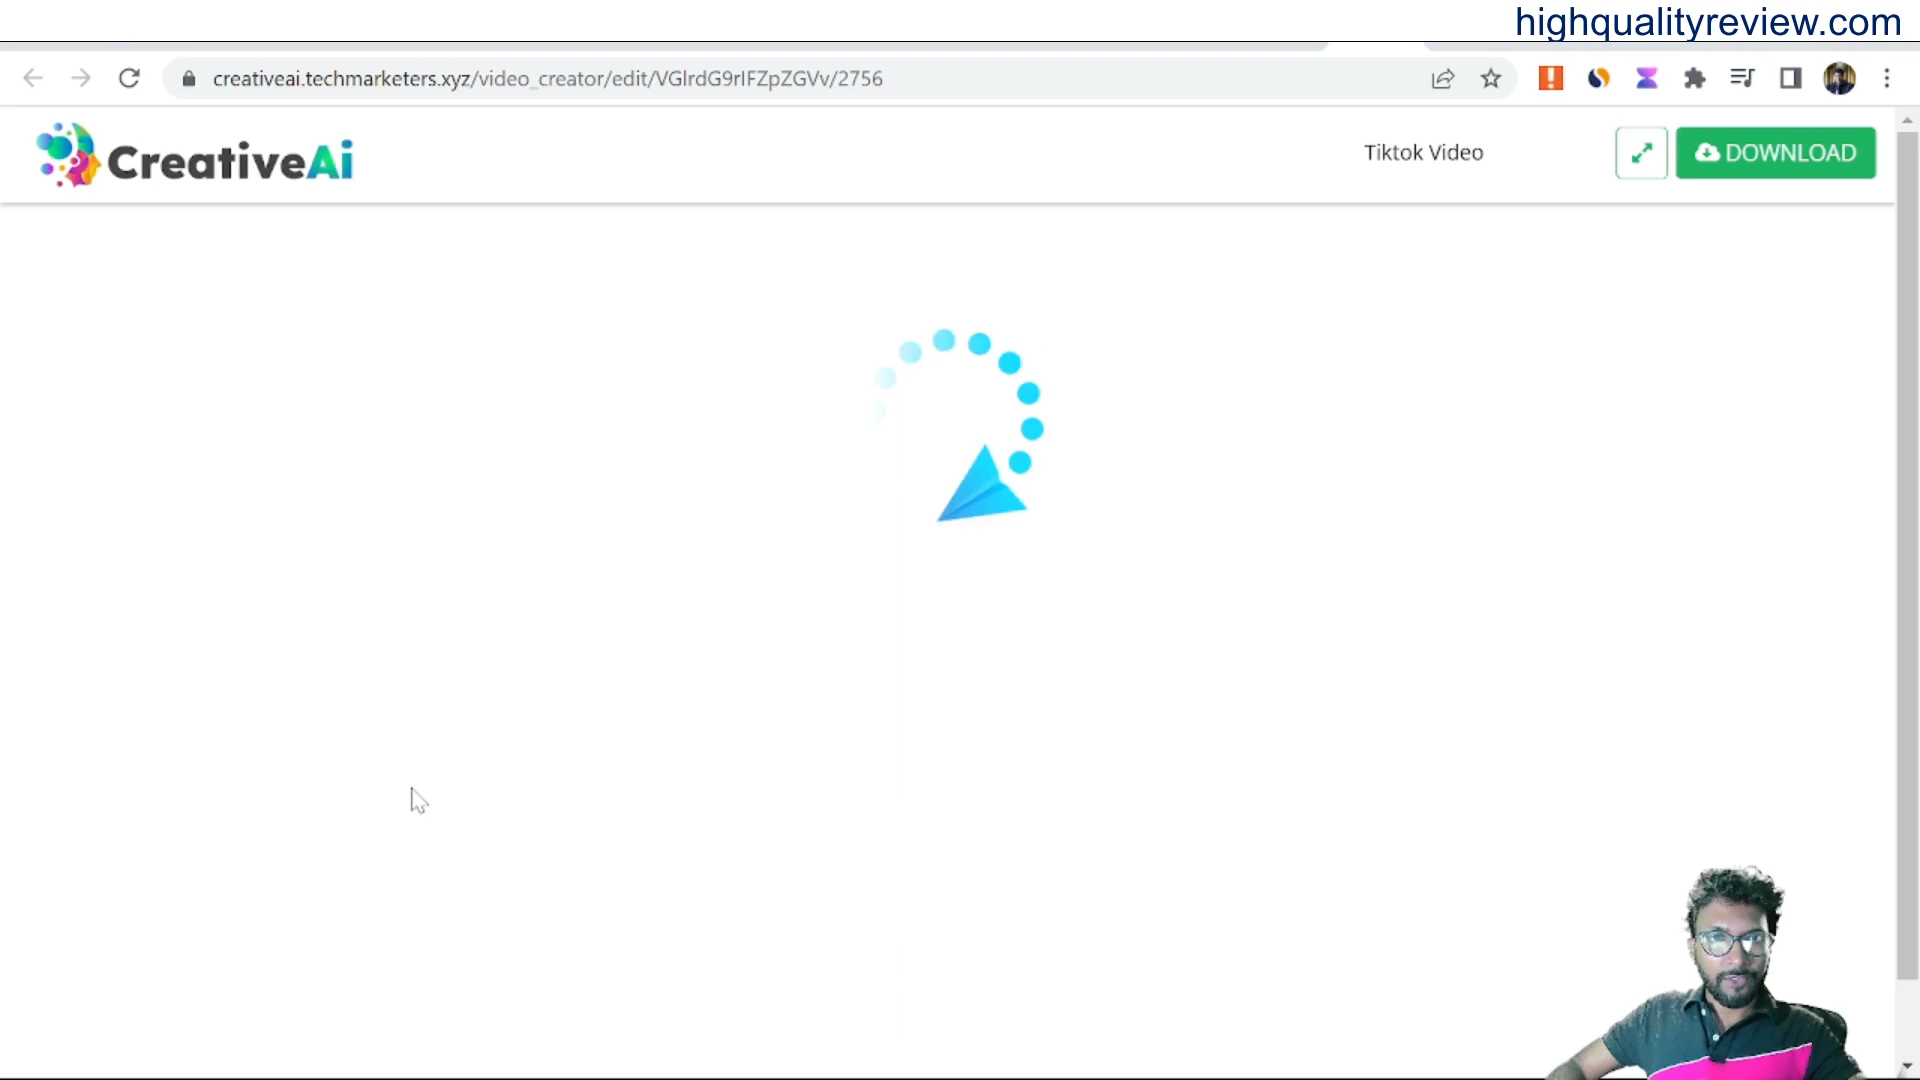 highqualityreview.com
creativeai.techmarketers.xyz/video_creator/edit/VGlrdG9rIFZpZGVv/2756
CreativeAi
Tiktok Video
DOWNLOAD